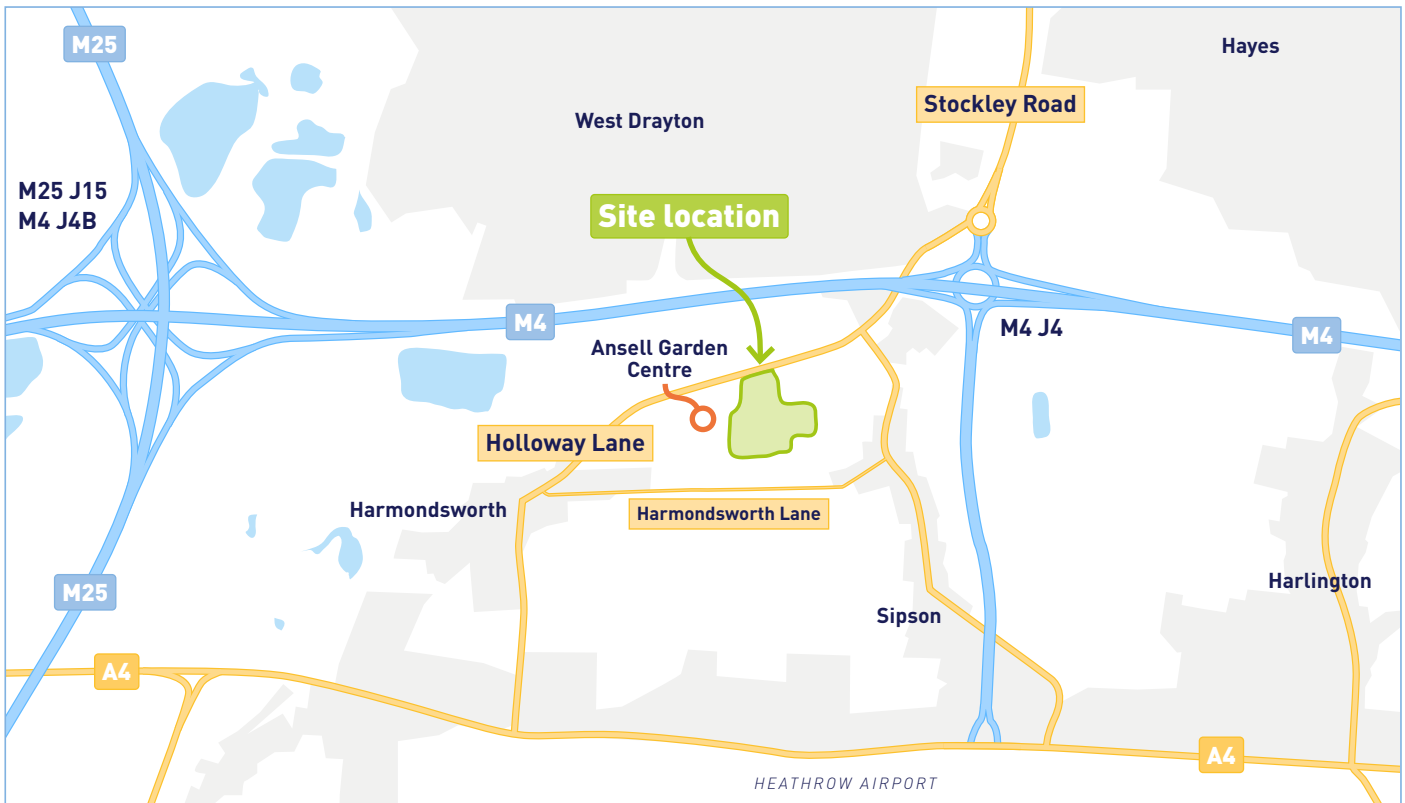 M25
Hayes
Stockley Road
West Drayton
M25 J15
M4 J4B
Site location
M4
M4 J4
M4
Ansell Garden
Centre
Holloway Lane
Harmondsworth
Harmondsworth Lane
M25
Harlington
Sipson
A4
A4
HEATHROW AIRPORT